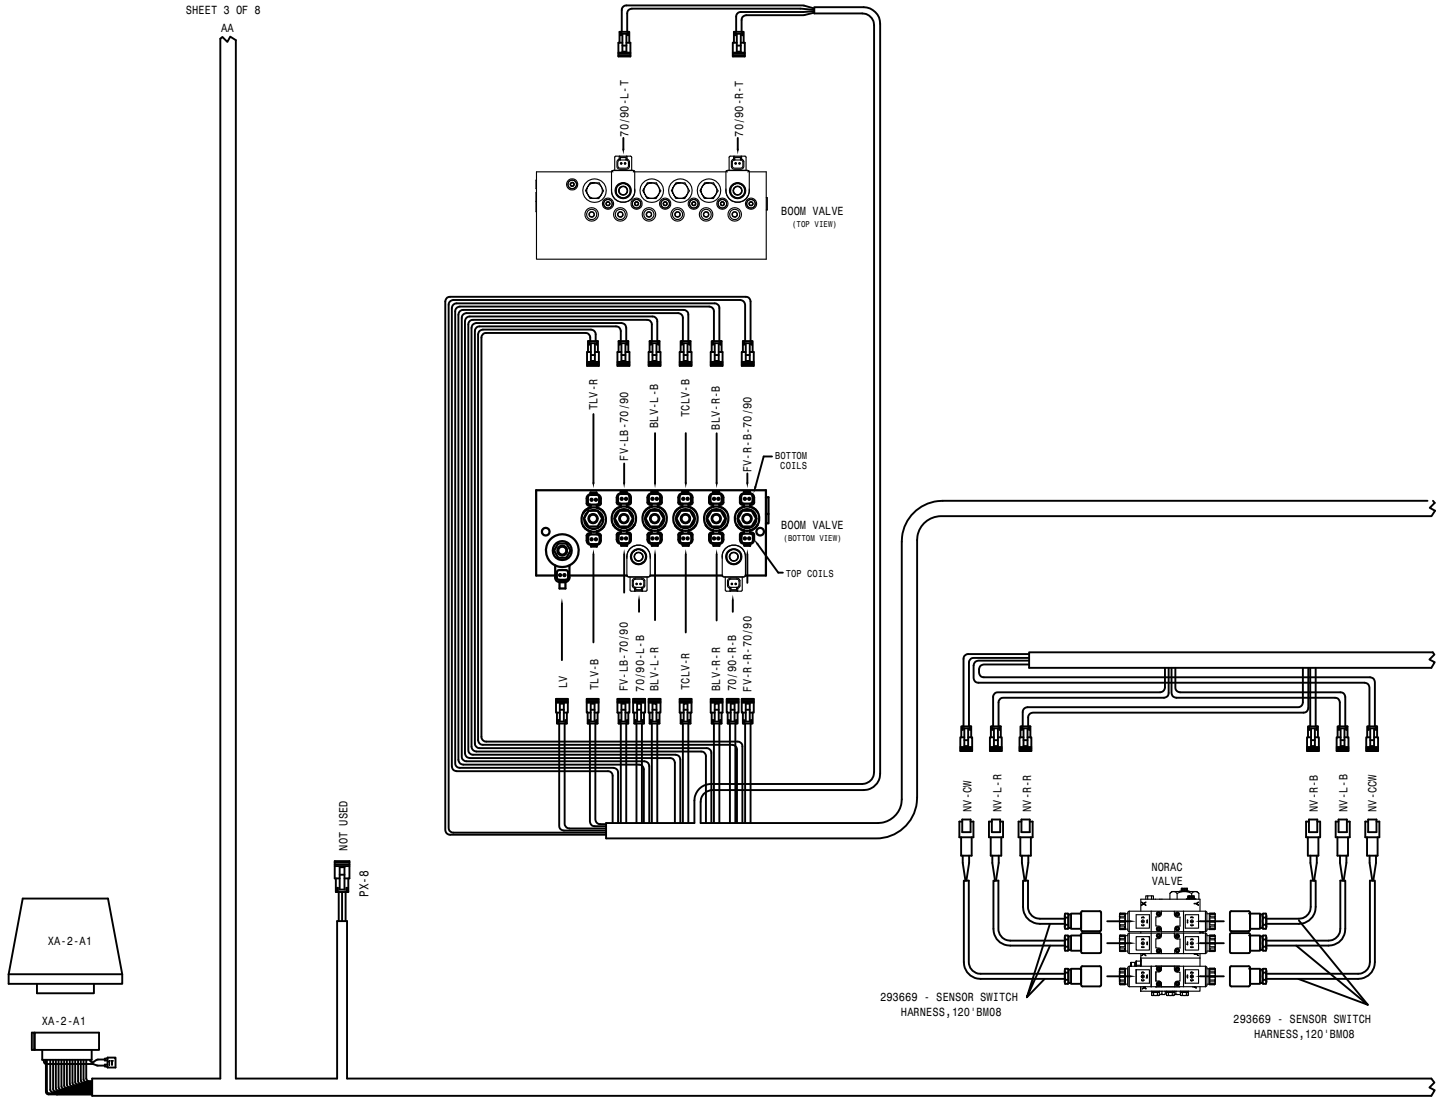 SHEET 3 OF 8
AA
70/90-L-T
70/90-R-T
BOOM VALVE
(TOP VIEW)
TLV-R
FV-LB-70/90
BLV-L-B
TCLV-B
BLV-R-B
FV-R-B-70/90
BOTTOM
COILS
BOOM VALVE
(BOTTOM VIEW)
TOP COILS
LV
TLV-B
FV-LB-70/90
70/90-L-B
BLV-L-R
TCLV-R
BLV-R-R
70/90-R-B
FV-R-R-70/90
NV-CW
NV-L-R
NV-R-R
NV-R-B
NV-L-B
NV-CCW
NOT USED
PX-8
NORAC
VALVE
XA-2-A1
XA-2-A1
293669 - SENSOR SWITCH
HARNESS,120'BM08
293669 - SENSOR SWITCH
HARNESS,120'BM08